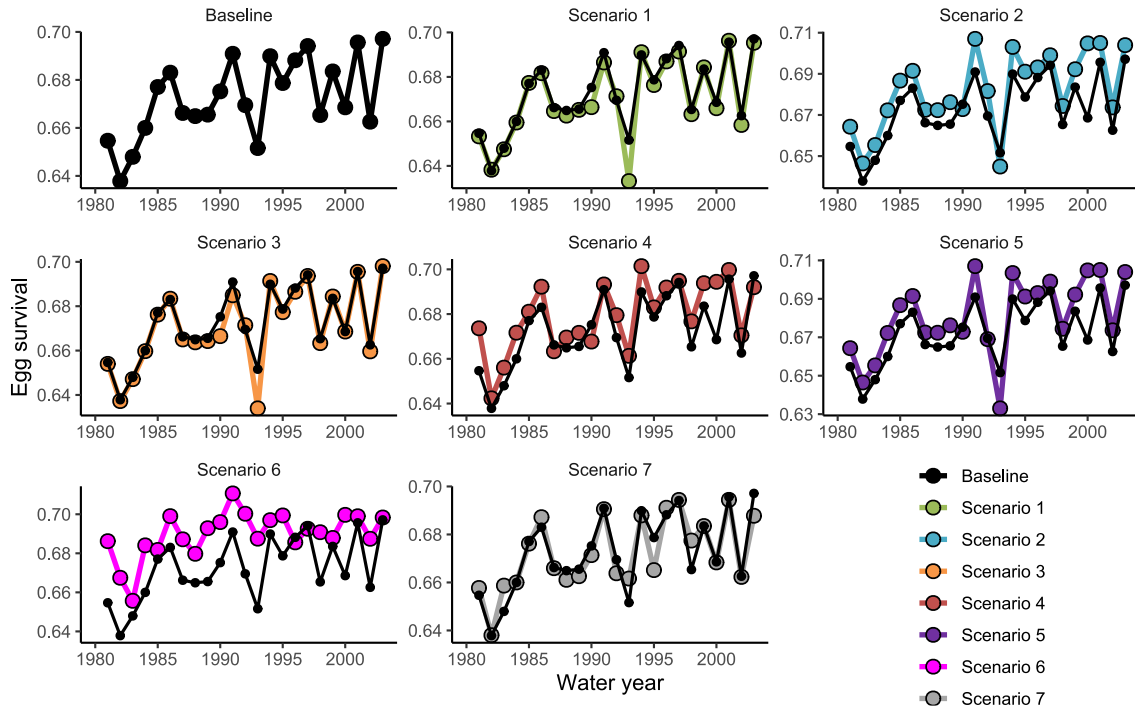 Baseline
Scenario 1
Scenario 2
0.70
0.68
0.66
0.64
0.70
0.68
0.66
0.64
0.71
0.69
0.67
0.65
1980 1985 1990 1995 2000
1980 1985 1990 1995 2000
1980 1985 1990 1995 2000
Scenario 3
Scenario 4
Scenario 5
Egg survival
0.70
0.68
0.66
0.64
0.70
0.68
0.66
0.64
0.71
0.69
0.67
0.65
0.63
1980 1985 1990 1995 2000
1980 1985 1990 1995 2000
1980 1985 1990 1995 2000
Scenario 6
Scenario 7
0.70
0.68
0.66
0.64
0.70
0.68
0.66
0.64
1980 1985 1990 1995 2000
1980 1985 1990 1995 2000
Water year
Baseline
Scenario 1
Scenario 2
Scenario 3
Scenario 4
Scenario 5
Scenario 6
Scenario 7